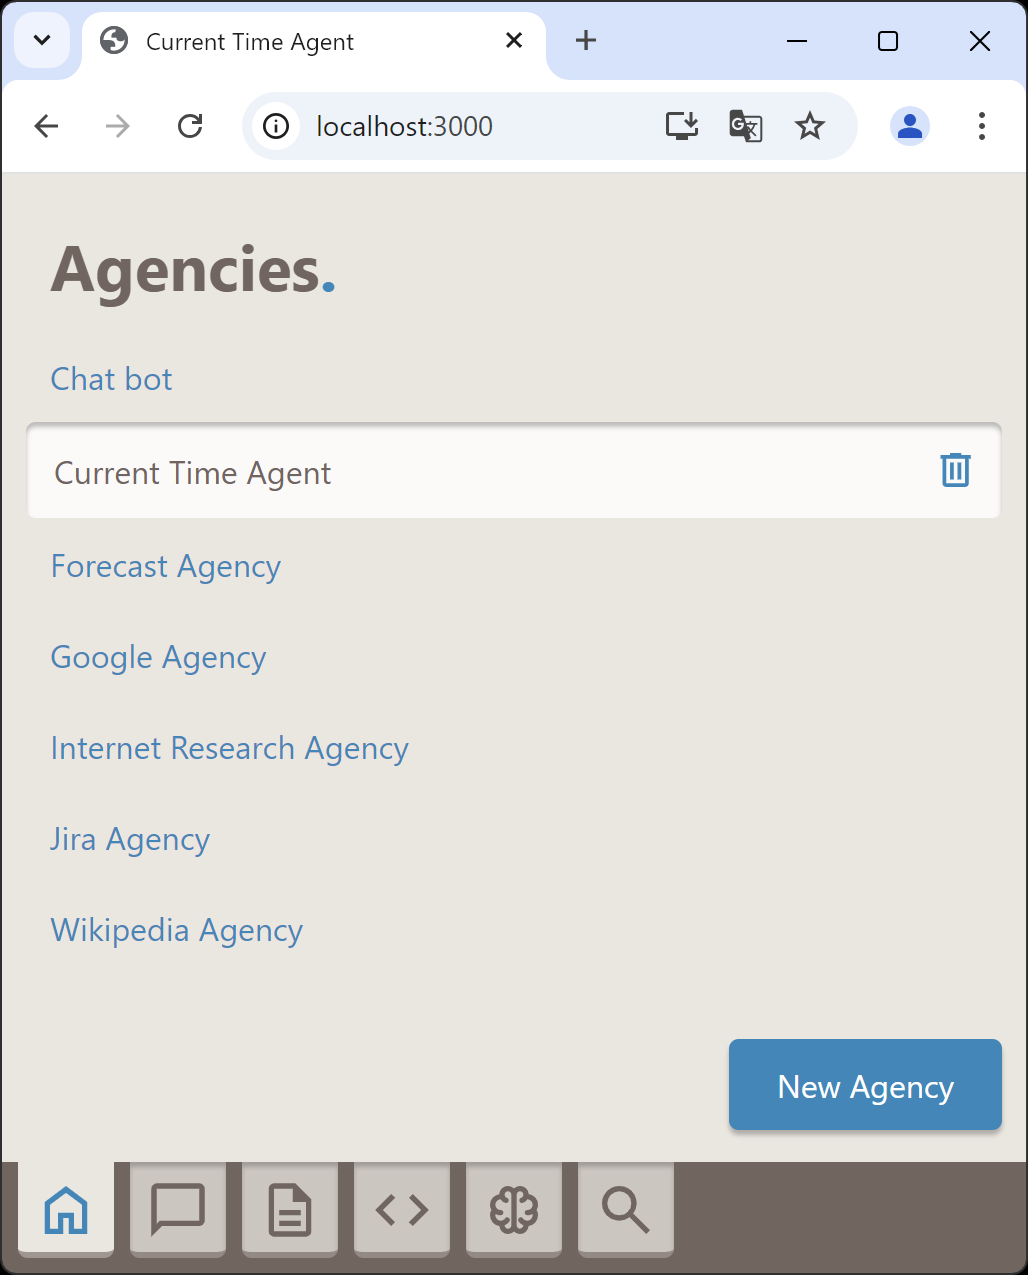 Current Time Agent
localhost:3000
Agencies.
Chat bot
Current Time Agent
Forecast Agency
Google Agency
Internet Research Agency
Jira Agency
Wikipedia Agency
New Agency